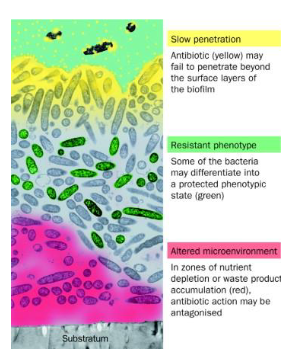 Slow penetration
Antibiotic (yellow) may
fail to penetrate beyond
the surface layers of
the biofilm
Resistant phenotype
Some of the bacteria
may differentiate into
a protected phenotypic
state (green)
Altered microenvironment
In zones of nutrient
depletion or waste product
accumulation (red),
antibiotic action may be
antagonised
Substratum